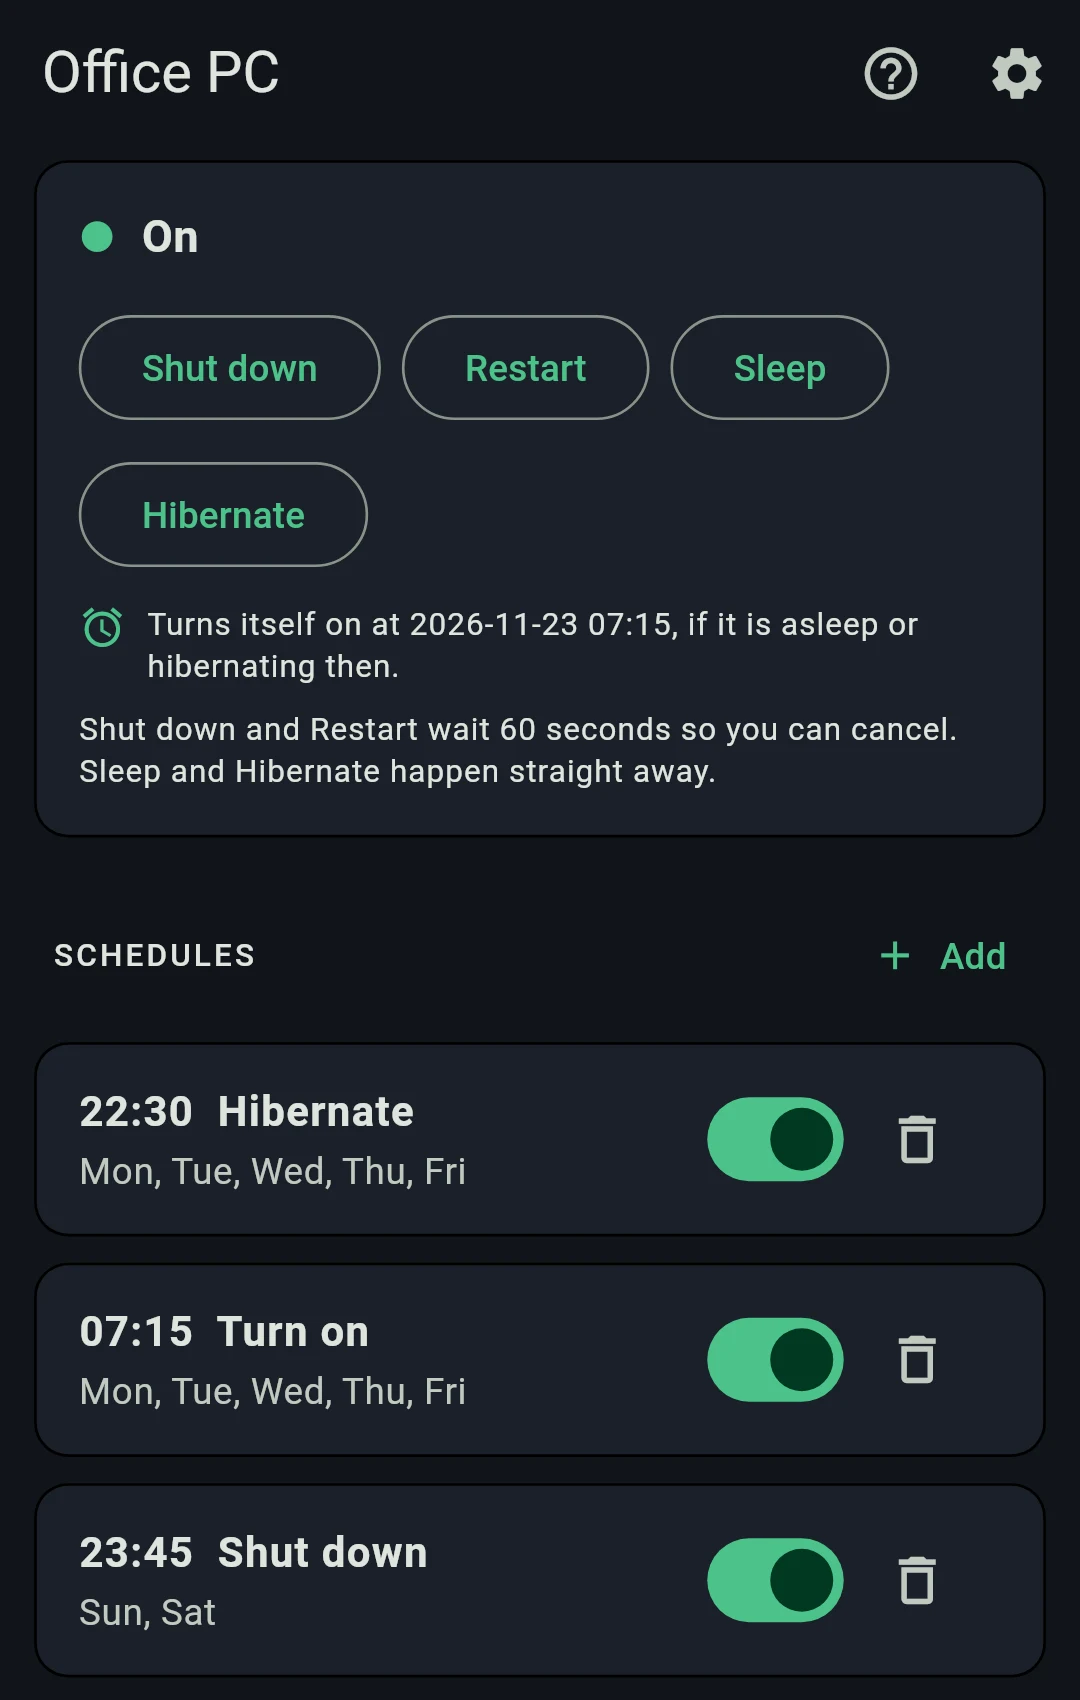 Office PC
On
Shut down
Restart
Sleep
Hibernate
Turns itself on at 2026-11-23 07:15, if it is asleep or
hibernating then.
Shut down and Restart wait 60 seconds so you can cancel.
Sleep and Hibernate happen straight away.
SCHEDULES
+ Add
22:30 Hibernate
Mon, Tue, Wed, Thu, Fri
07:15 Turn on
Mon, Tue, Wed, Thu, Fri
23:45 Shut down
Sun, Sat